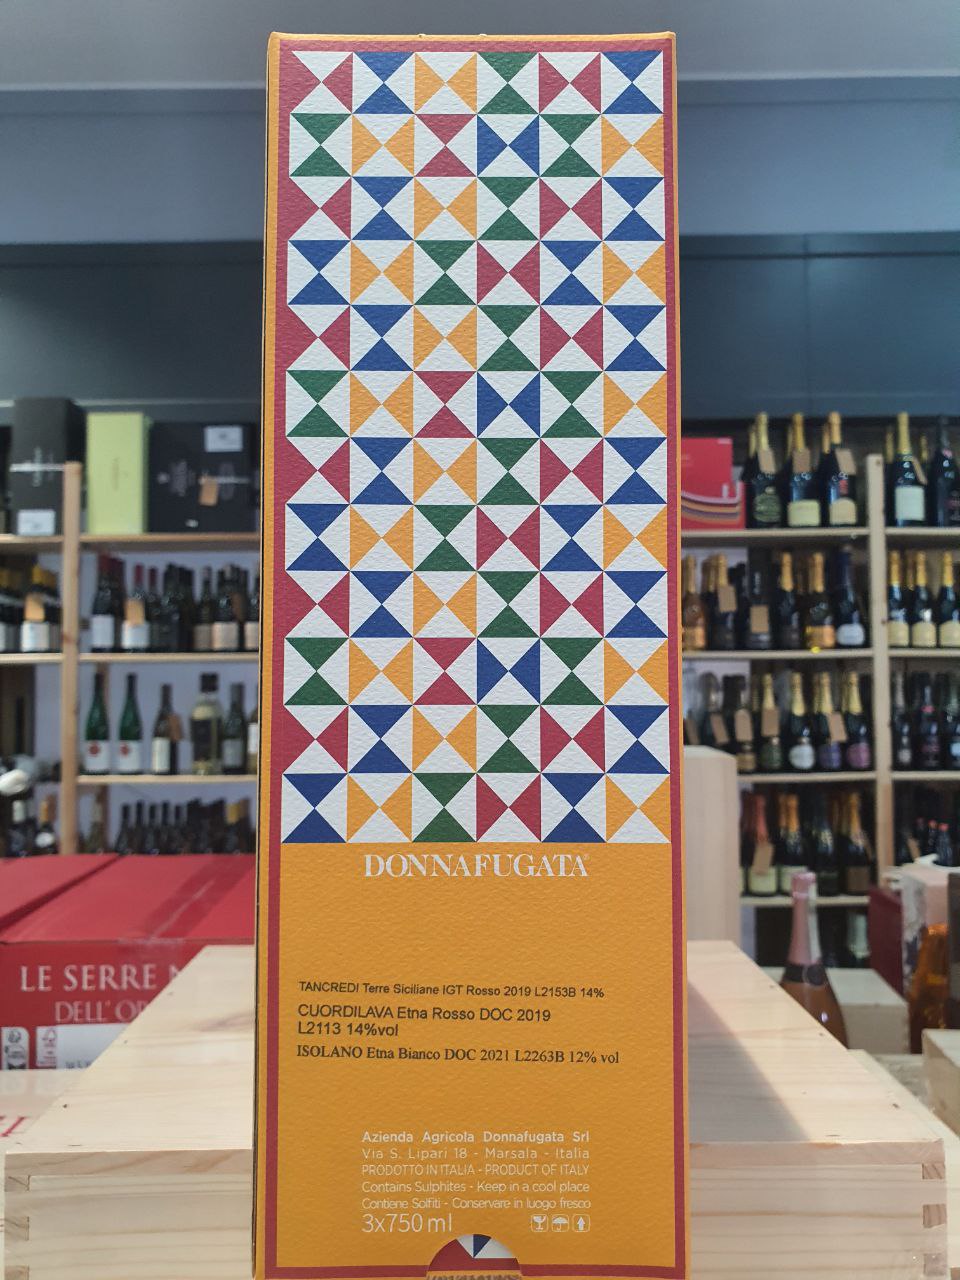 DONNAFUGATA®
TANCREDI Terre Siciliane IGT Rosso 2019 L2153B 14%
CUORDILAVA Etna Rosso DOC 2019
L2113 14%vol
ISOLANO Etna Bianco DOC 2021 L2263B 12% vol
Azienda Agricola Donnafugata Srl
Via S. Lipari 18 - Marsala - Italia
PRODOTTO IN ITALIA - PRODUCT OF ITALY
Contains Sulphites - Keep in a cool place
Contiene Solfiti - Conservare in luogo fresco
3x750 ml
LE SERRE
DELL'